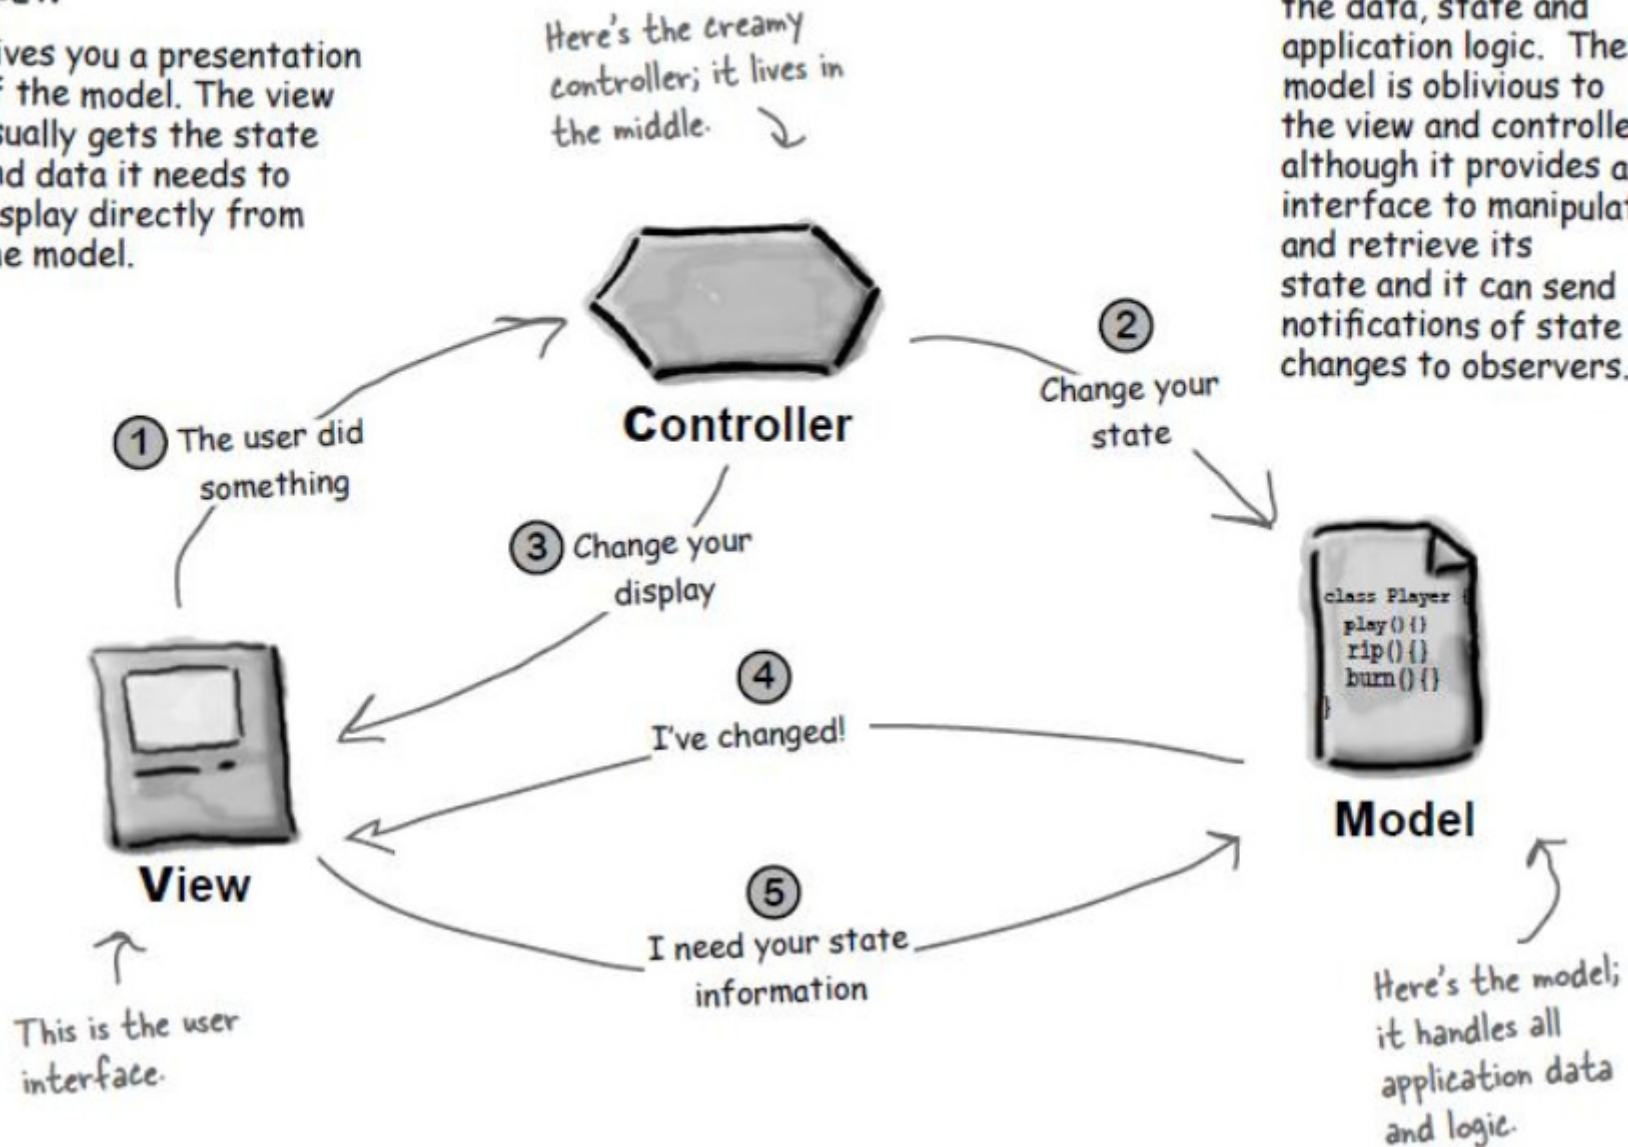 ives you a presentation
the model. The view
sually gets the state
d data it needs to
splay directly from
e model.
Here's the creamy
controller; it lives in
the middle.
the data, state and
application logic. The
model is oblivious to
the view and controlle
although it provides a
interface to manipulat
and retrieve its
state and it can send
notifications of state
changes to observers.
Controller
1 The user did
something
2
Change your
state
3 Change your
display
class Player {
play(){}
rip(){}
burn(){}
}
4
I've changed!
Model
View
5
I need your state
information
This is the user
interface.
Here's the model;
it handles all
application data
and logic.